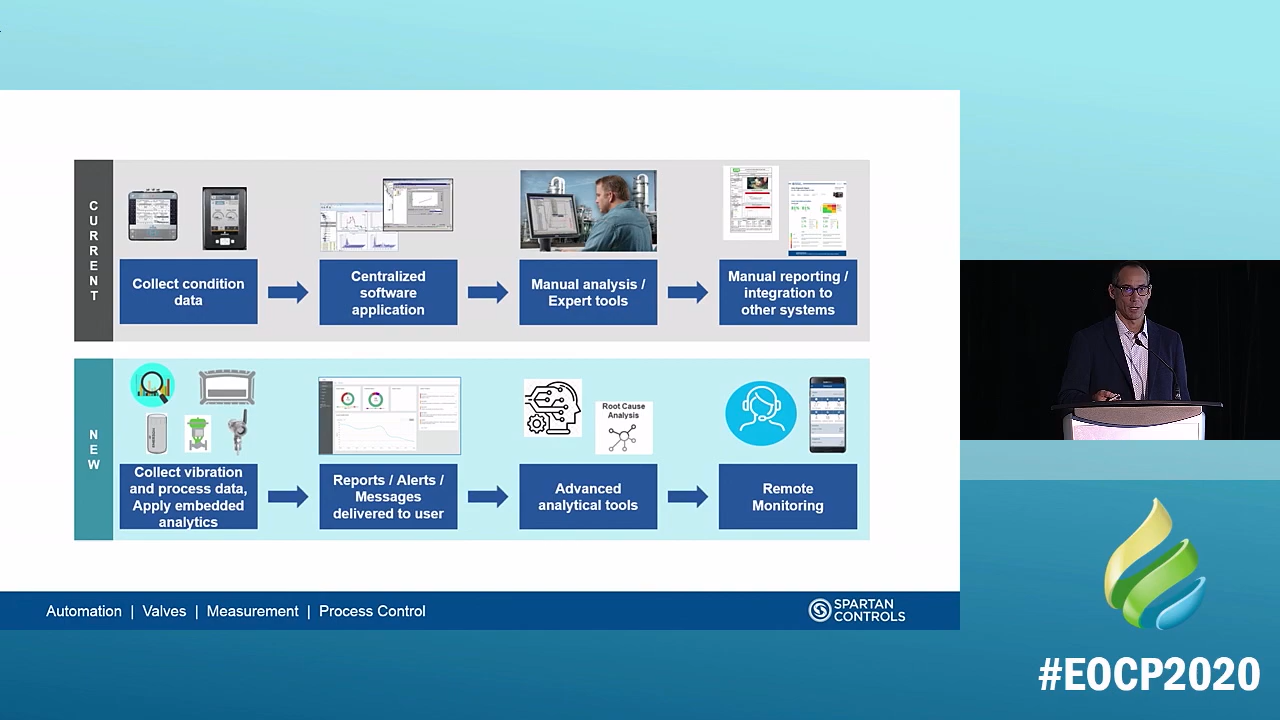 CURRENT
Collect condition
data
Centralized
software
application
Manual analysis /
Expert tools
Manual reporting /
integration to
other systems
NEW
Root Cause
Analysis
Collect vibration
and process data,
Apply embedded
analytics
Reports / Alerts /
Messages
delivered to user
Advanced
analytical tools
Remote
Monitoring
Automation | Valves | Measurement | Process Control
SPARTAN
CONTROLS
#EOCP2020